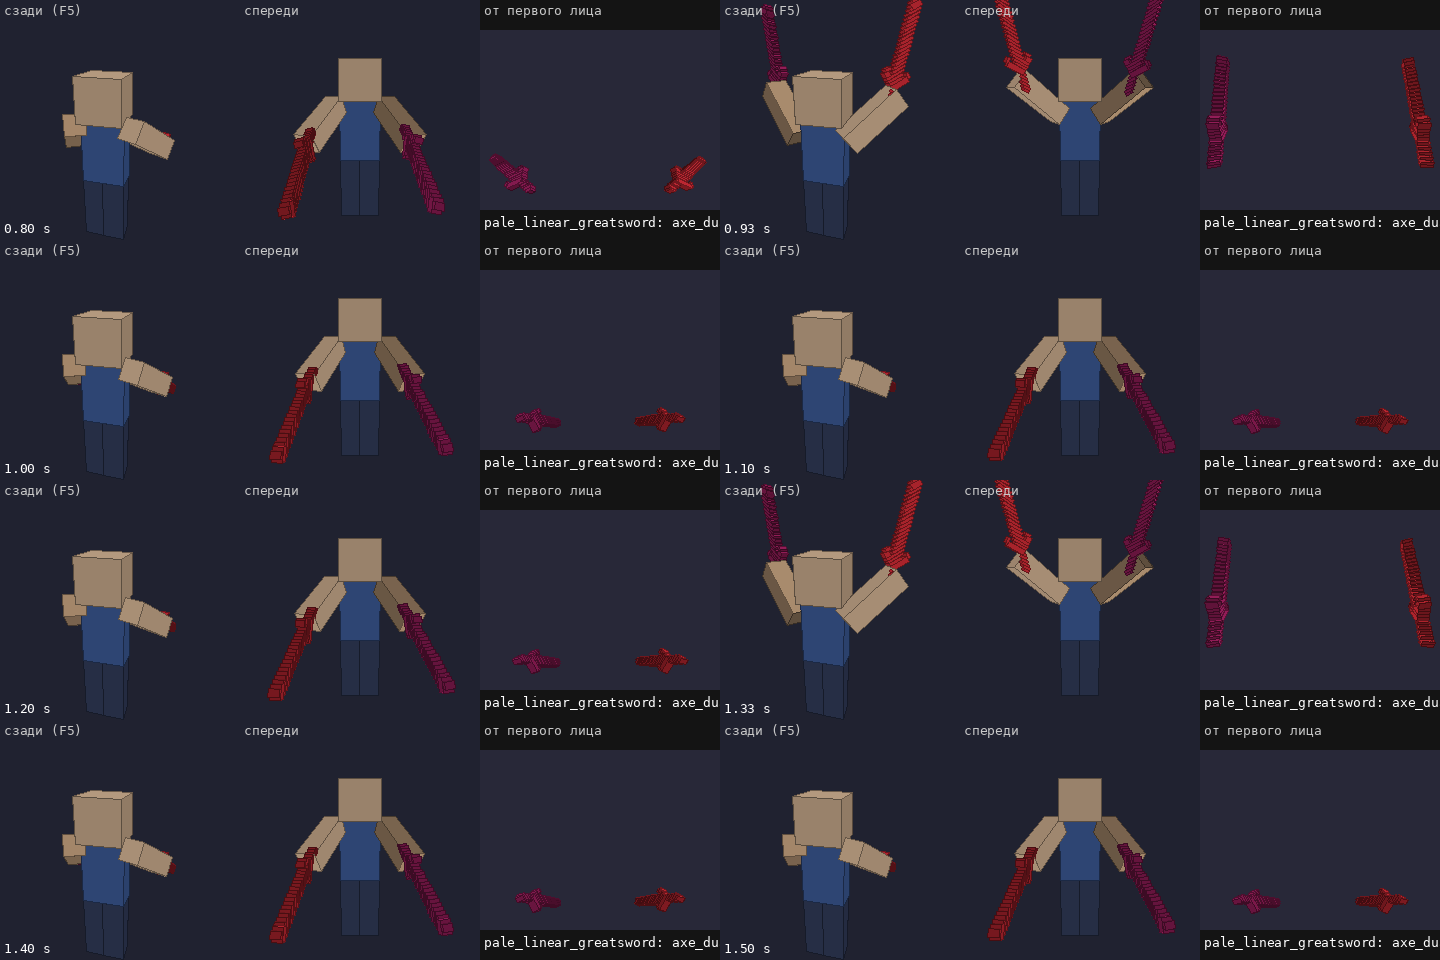 сзади (F5) спереди от первого лица сзади (F5) спереди от первого лица
0.80 s pale_linear_greatsword: axe_du 0.93 s pale_linear_greatsword: axe_du
сзади (F5) спереди от первого лица сзади (F5) спереди от первого лица
1.00 s pale_linear_greatsword: axe_du 1.10 s pale_linear_greatsword: axe_du
сзади (F5) спереди от первого лица сзади (F5) спереди от первого лица
1.20 s pale_linear_greatsword: axe_du 1.33 s pale_linear_greatsword: axe_du
сзади (F5) спереди от первого лица сзади (F5) спереди от первого лица
1.40 s pale_linear_greatsword: axe_du 1.50 s pale_linear_greatsword: axe_du